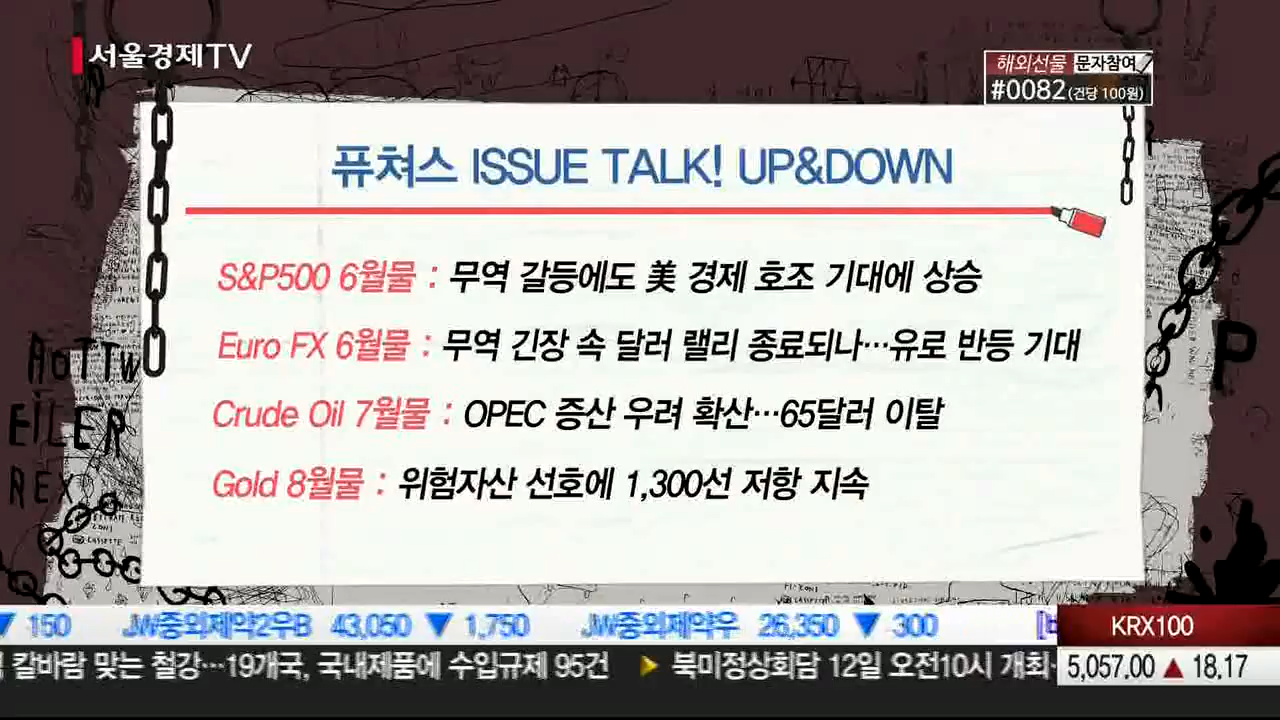 서울경제TV
해외선물 문자참여
#0082(건당 100원)
퓨쳐스 ISSUE TALK! UP&DOWN
S&P500 6월물 : 무역 갈등에도 美 경제 호조 기대에 상승
Euro FX 6월물 : 무역 긴장 속 달러 랠리 종료되나…유로 반등 기대
Crude Oil 7월물 : OPEC 증산 우려 확산…65달러 이탈
Gold 8월물 : 위험자산 선호에 1,300선 저항 지속
AOTTW
EILER
REX
P
▼ 150 JW중외제약2우B 43,050 ▼ 1,750 JW중외제약우 26,350 ▼ 300
KRX100
칼바람 맞는 철강…19개국, 국내제품에 수입규제 95건 ▶ 북미정상회담 12일 오전10시 개최
5,057.00 ▲ 18.17